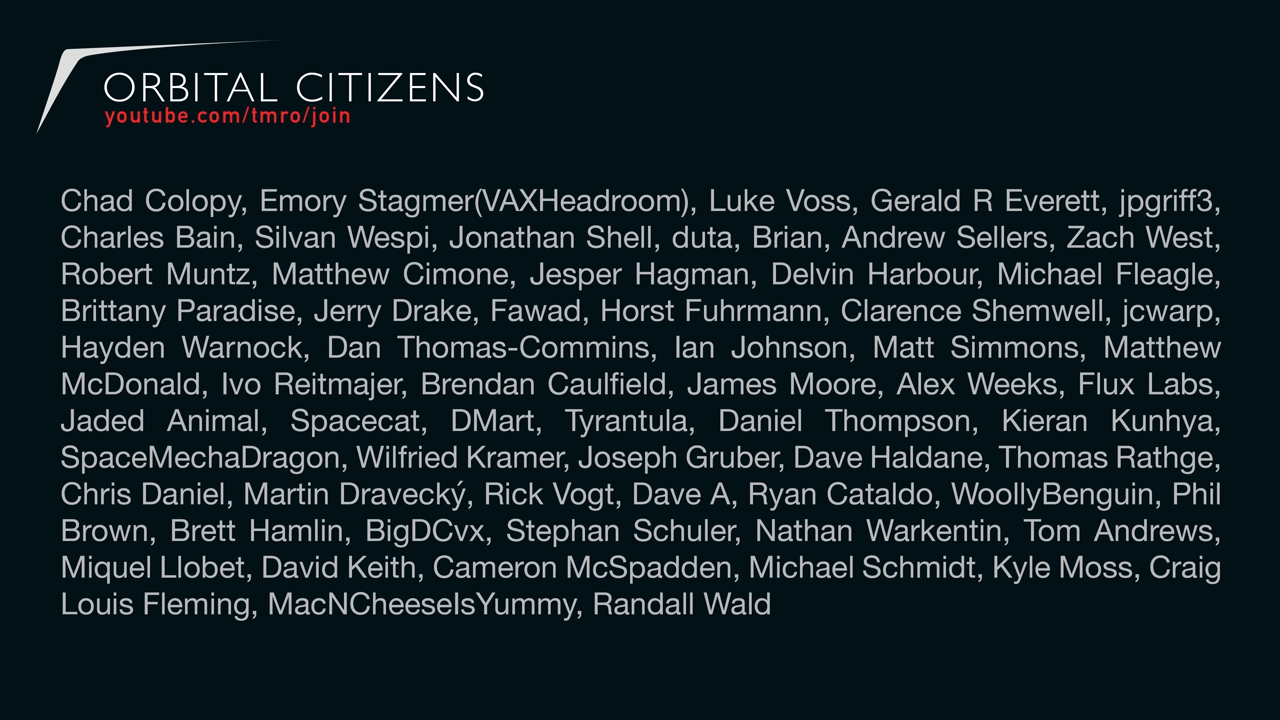 ORBITAL CITIZENS
youtube.com/tmro/join
Chad Colopy, Emory Stagmer(VAXHeadroom), Luke Voss, Gerald R Everett, jpgriff3,
Charles Bain, Silvan Wespi, Jonathan Shell, duta, Brian, Andrew Sellers, Zach West,
Robert Muntz, Matthew Cimone, Jesper Hagman, Delvin Harbour, Michael Fleagle,
Brittany Paradise, Jerry Drake, Fawad, Horst Fuhrmann, Clarence Shemwell, jcwarp,
Hayden Warnock, Dan Thomas-Commins, Ian Johnson, Matt Simmons, Matthew
McDonald, Ivo Reitmajer, Brendan Caulfield, James Moore, Alex Weeks, Flux Labs,
Jaded Animal, Spacecat, DMart, Tyrantula, Daniel Thompson, Kieran Kunhya,
SpaceMechaDragon, Wilfried Kramer, Joseph Gruber, Dave Haldane, Thomas Rathge,
Chris Daniel, Martin Dravecký, Rick Vogt, Dave A, Ryan Cataldo, WoollyBenguin, Phil
Brown, Brett Hamlin, BigDCvx, Stephan Schuler, Nathan Warkentin, Tom Andrews,
Miquel Llobet, David Keith, Cameron McSpadden, Michael Schmidt, Kyle Moss, Craig
Louis Fleming, MacNCheeseIsYummy, Randall Wald